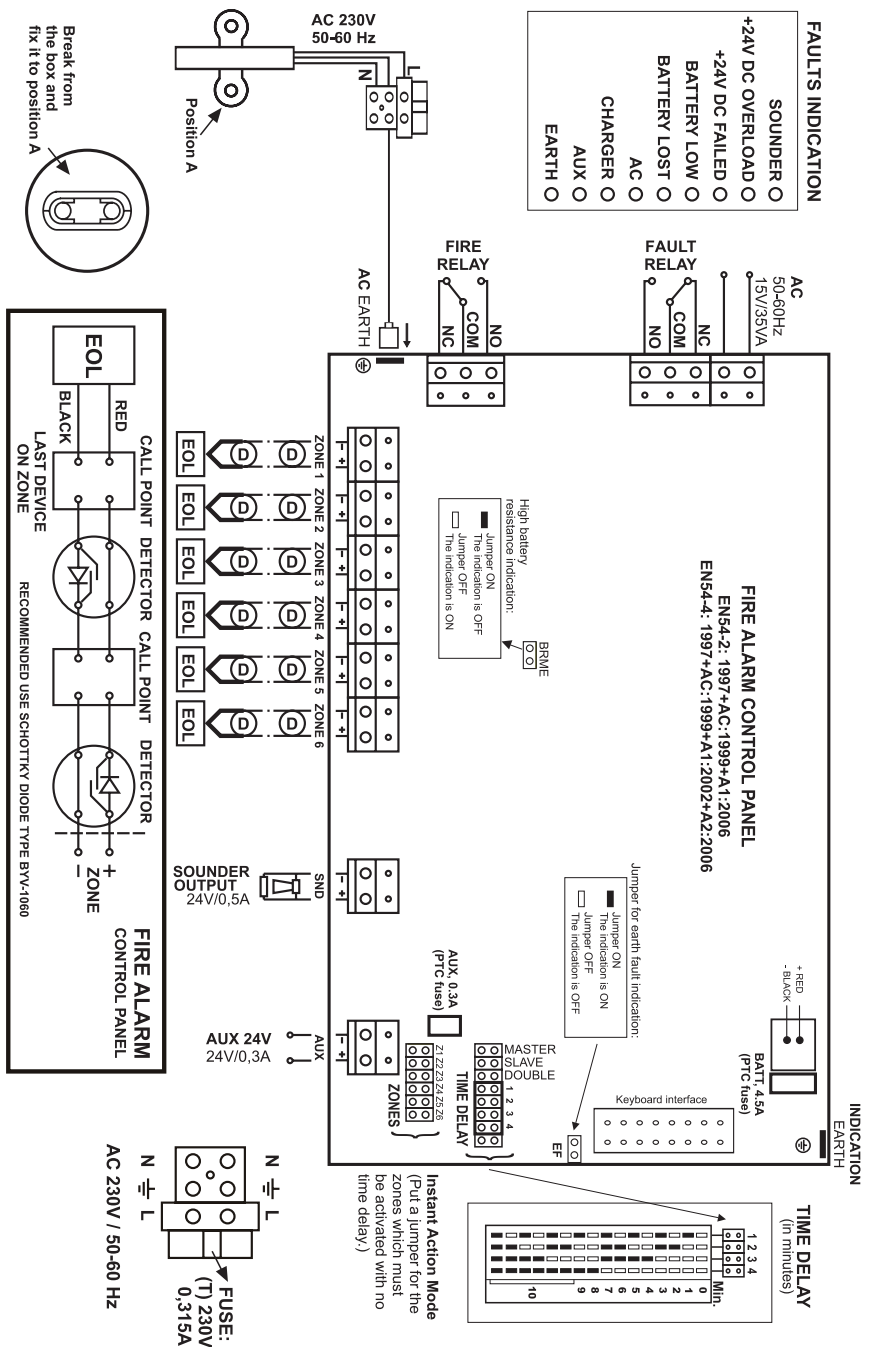 FAULTS INDICATION
SOUNDER
+24V DC OVERLOAD
+24V DC FAILED
BATTERY LOW
BATTERY LOST
AC
CHARGER
AUX
EARTH
AC 230V
50-60 Hz
L
N
Position A
Break from
the box and
fix it to position A
AC
50-60Hz
15V/35VA
FAULT
RELAY
NC
COM
NO
FIRE
RELAY
NO
COM
NC
AC EARTH
FIRE ALARM CONTROL PANEL
EN54-2: 1997+AC:1999+A1:2006
EN54-4: 1997+AC:1999+A1:2002+A2:2006
High battery
resistance indication:
Jumper ON
The indication is OFF
Jumper OFF
The indication is ON
BRME
Jumper for earth fault indication:
Jumper ON
The indication is ON
Jumper OFF
The indication is OFF
EF
+ RED
- BLACK
BATT, 4.5A
(PTC fuse)
INDICATION
EARTH
Keyboard interface
MASTER
SLAVE
DOUBLE
1 2 3 4
TIME DELAY
Z1 Z2 Z3 Z4 Z5 Z6
ZONES
AUX, 0.3A
(PTC fuse)
- +
ZONE 1
D
D
EOL
- +
ZONE 2
D
D
EOL
- +
ZONE 3
D
D
EOL
- +
ZONE 4
D
D
EOL
- +
ZONE 5
D
D
EOL
- +
ZONE 6
D
D
EOL
- +
SND
SOUNDER
OUTPUT
24V/0,5A
- +
AUX
AUX 24V
24V/0,3A
TIME DELAY
(in minutes)
1 2 3 4
Min.
0
1
2
3
4
5
6
7
8
9
10
Instant Action Mode
(Put a jumper for the
zones which must
be activated with no
time delay.)
EOL
RED
BLACK
CALL POINT
LAST DEVICE
ON ZONE
DETECTOR
CALL POINT
DETECTOR
+
ZONE
-
RECOMMENDED USE SCHOTTKY DIODE TYPE BYV-1060
FIRE ALARM
CONTROL PANEL
N L
N L
AC 230V / 50-60 Hz
FUSE:
(T) 230V
0,315A